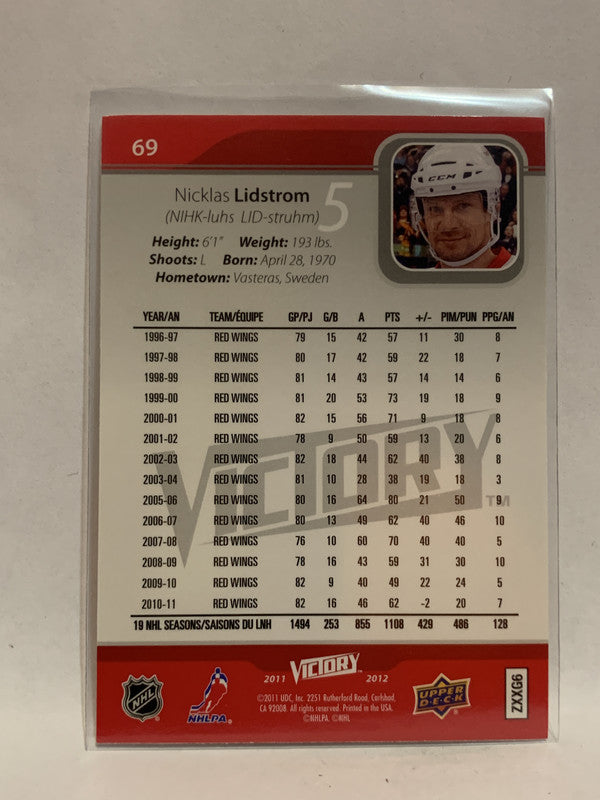 69
Nicklas Lidstrom 5
(NIHK-luhs LID-struhm)
Height: 6'1" Weight: 193 lbs.
Shoots: L Born: April 28, 1970
Hometown: Vasteras, Sweden
CCM
YEAR/AN TEAM/ÉQUIPE GP/PJ G/B A PTS +/- PIM/PUN PPG/AN
1996-97 RED WINGS 79 15 42 57 11 30 8
1997-98 RED WINGS 80 17 42 59 22 18 7
1998-99 RED WINGS 81 14 43 57 14 14 6
1999-00 RED WINGS 81 20 53 73 19 18 9
2000-01 RED WINGS 82 15 56 71 9 18 8
2001-02 RED WINGS 78 9 50 59 13 20 6
2002-03 RED WINGS 82 18 44 62 40 38 8
2003-04 RED WINGS 81 10 28 38 19 18 3
2005-06 RED WINGS 80 16 64 80 21 50 9
2006-07 RED WINGS 80 13 49 62 40 46 10
2007-08 RED WINGS 76 10 60 70 40 40 5
2008-09 RED WINGS 78 16 43 59 31 30 10
2009-10 RED WINGS 82 9 40 49 22 24 5
2010-11 RED WINGS 82 16 46 62 -2 20 7
19 NHL SEASONS/SAISONS DU LNH 1494 253 855 1108 429 486 128
VICTORY TM
2011 VICTORY 2012
NHL
NHLPA
©2011 UDC, Inc. 2251 Rutherford Road, Carlsbad,
CA 92008. All rights reserved. Printed in the USA.
©NHLPA. ©NHL
UPPER DECK
ZXXG6